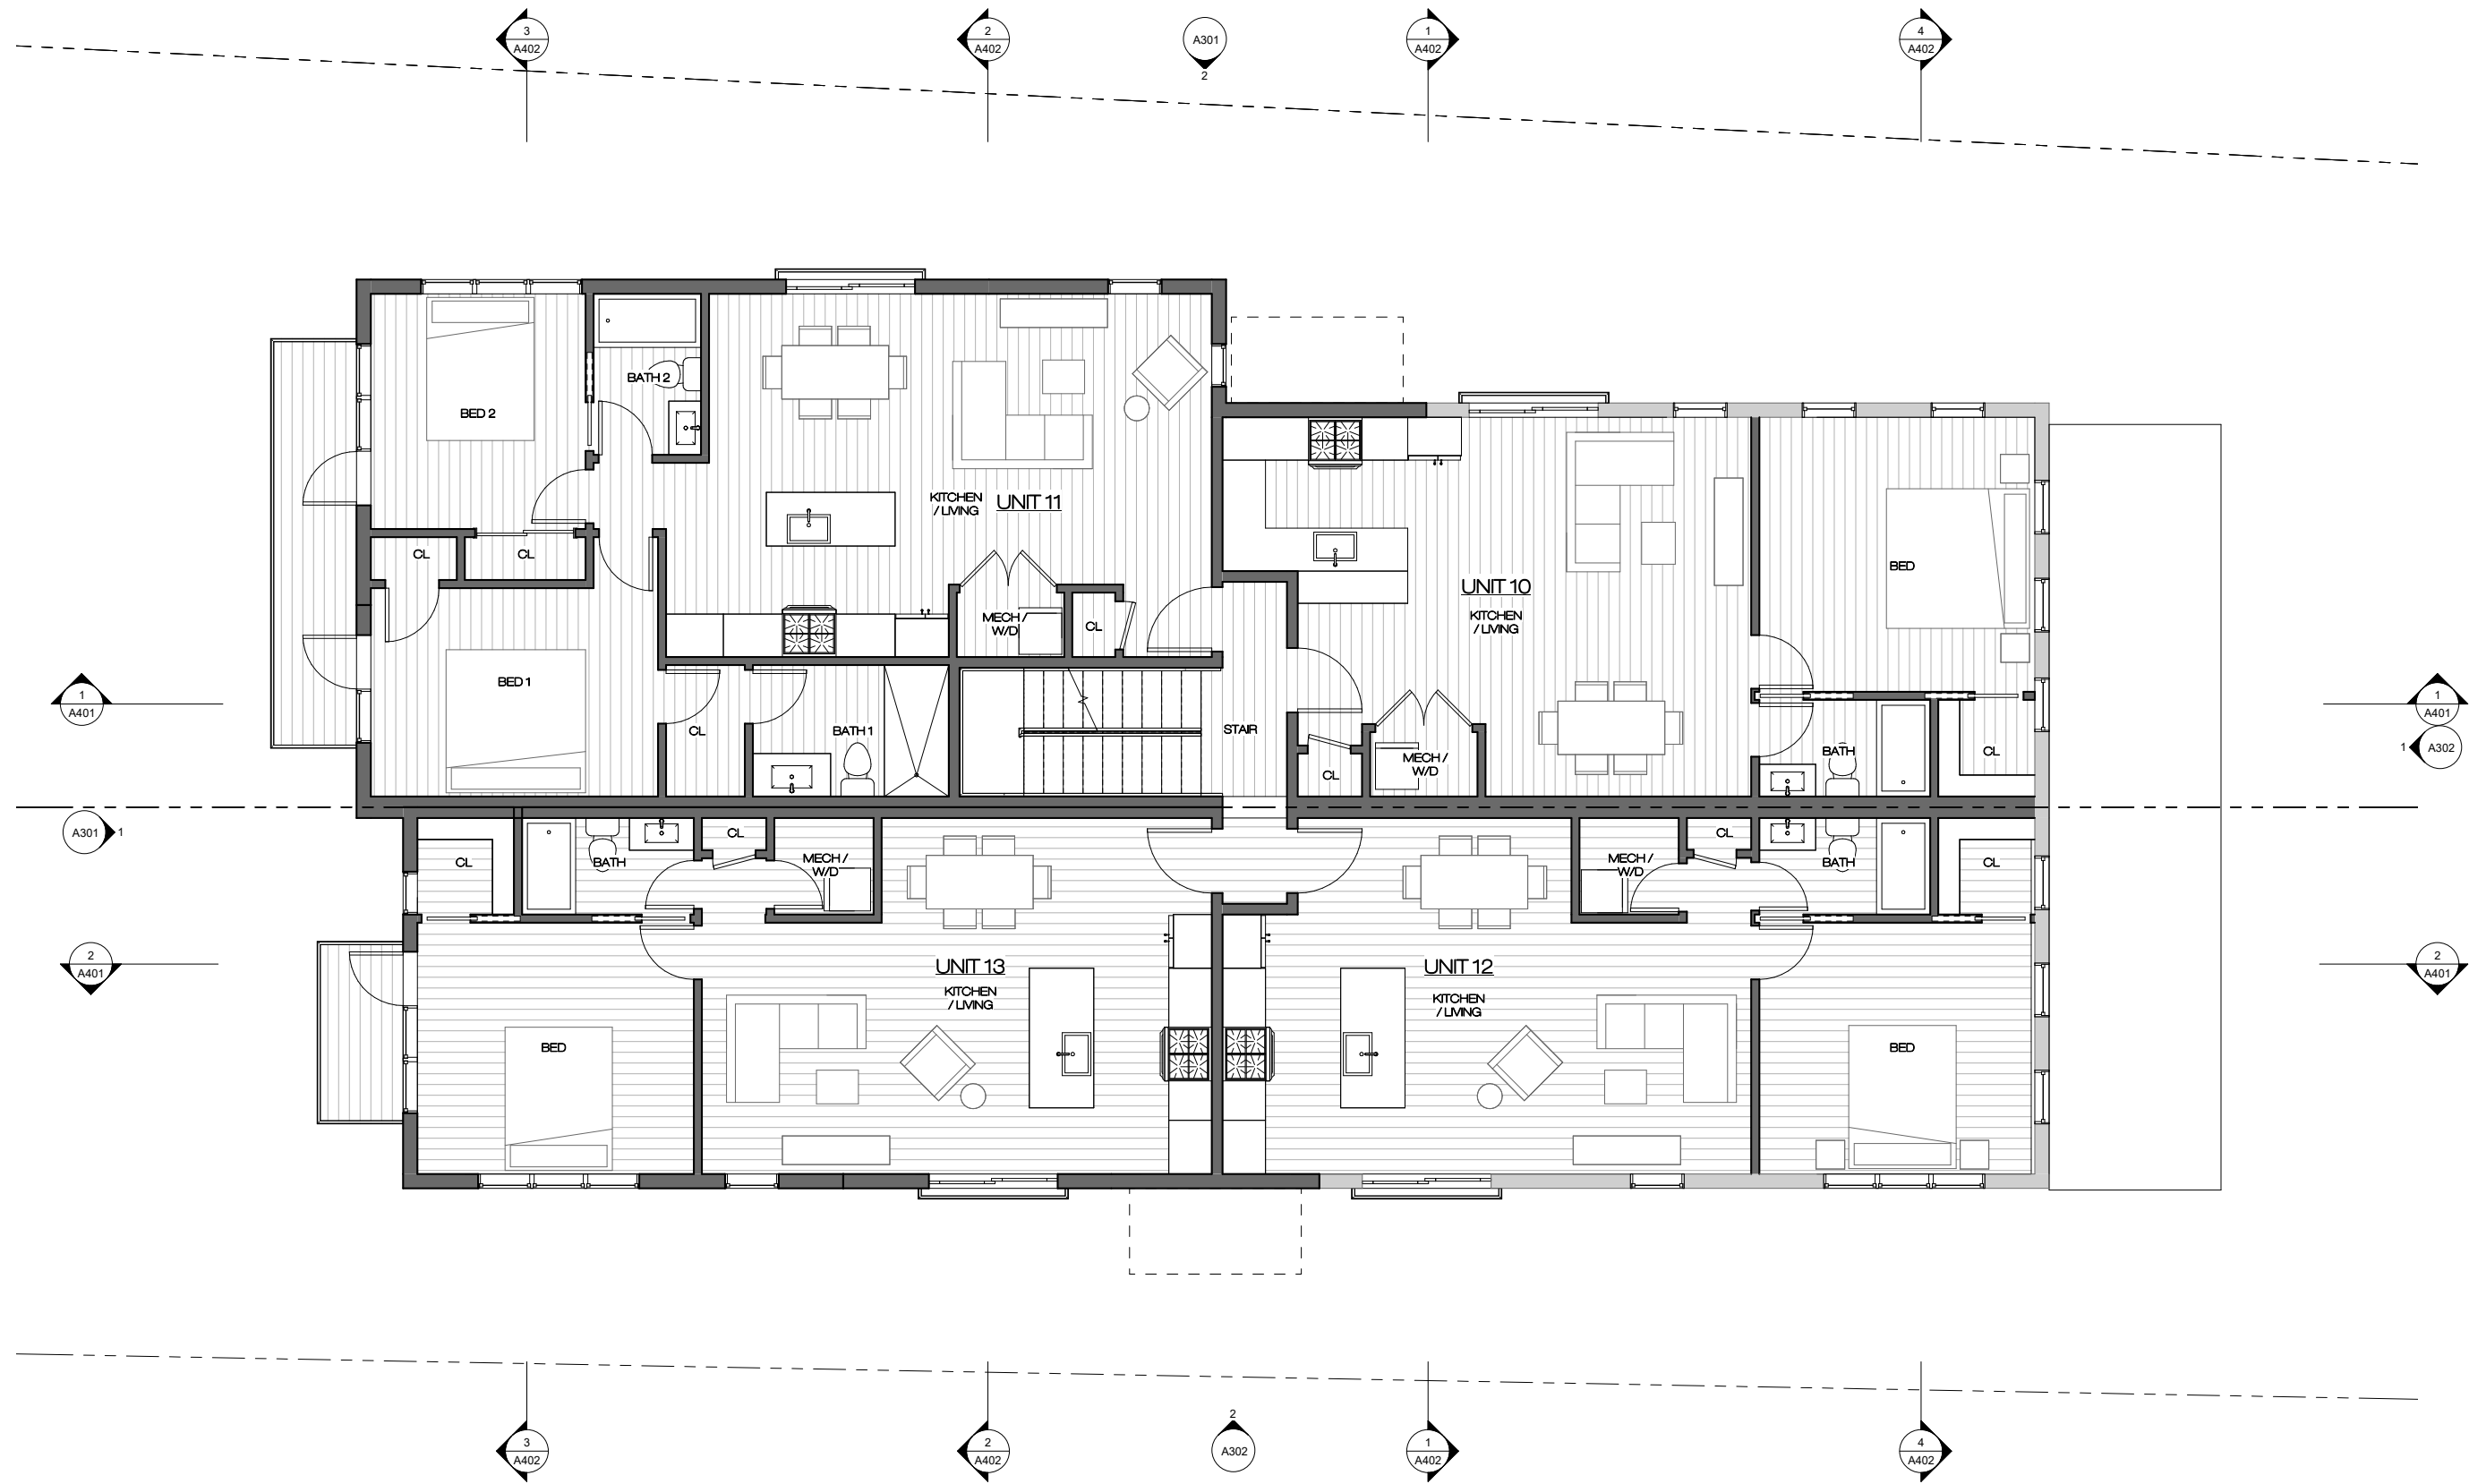 3
A402
2
A402
A301
2
1
A402
4
A402
BATH 2
BED 2
KITCHEN
/ LIVING
UNIT 11
CL
CL
MECH /
W/D
CL
BED 1
CL
BATH 1
STAIR
UNIT 10
KITCHEN
/ LIVING
BED
CL
MECH /
W/D
BATH
CL
1
A401
1
A401
1
A302
A301
1
CL
BATH
CL
MECH /
W/D
MECH /
W/D
CL
BATH
CL
2
A401
UNIT 13
KITCHEN
/ LIVING
UNIT 12
KITCHEN
/ LIVING
2
A401
BED
BED
3
A402
2
A402
2
A302
1
A402
4
A402